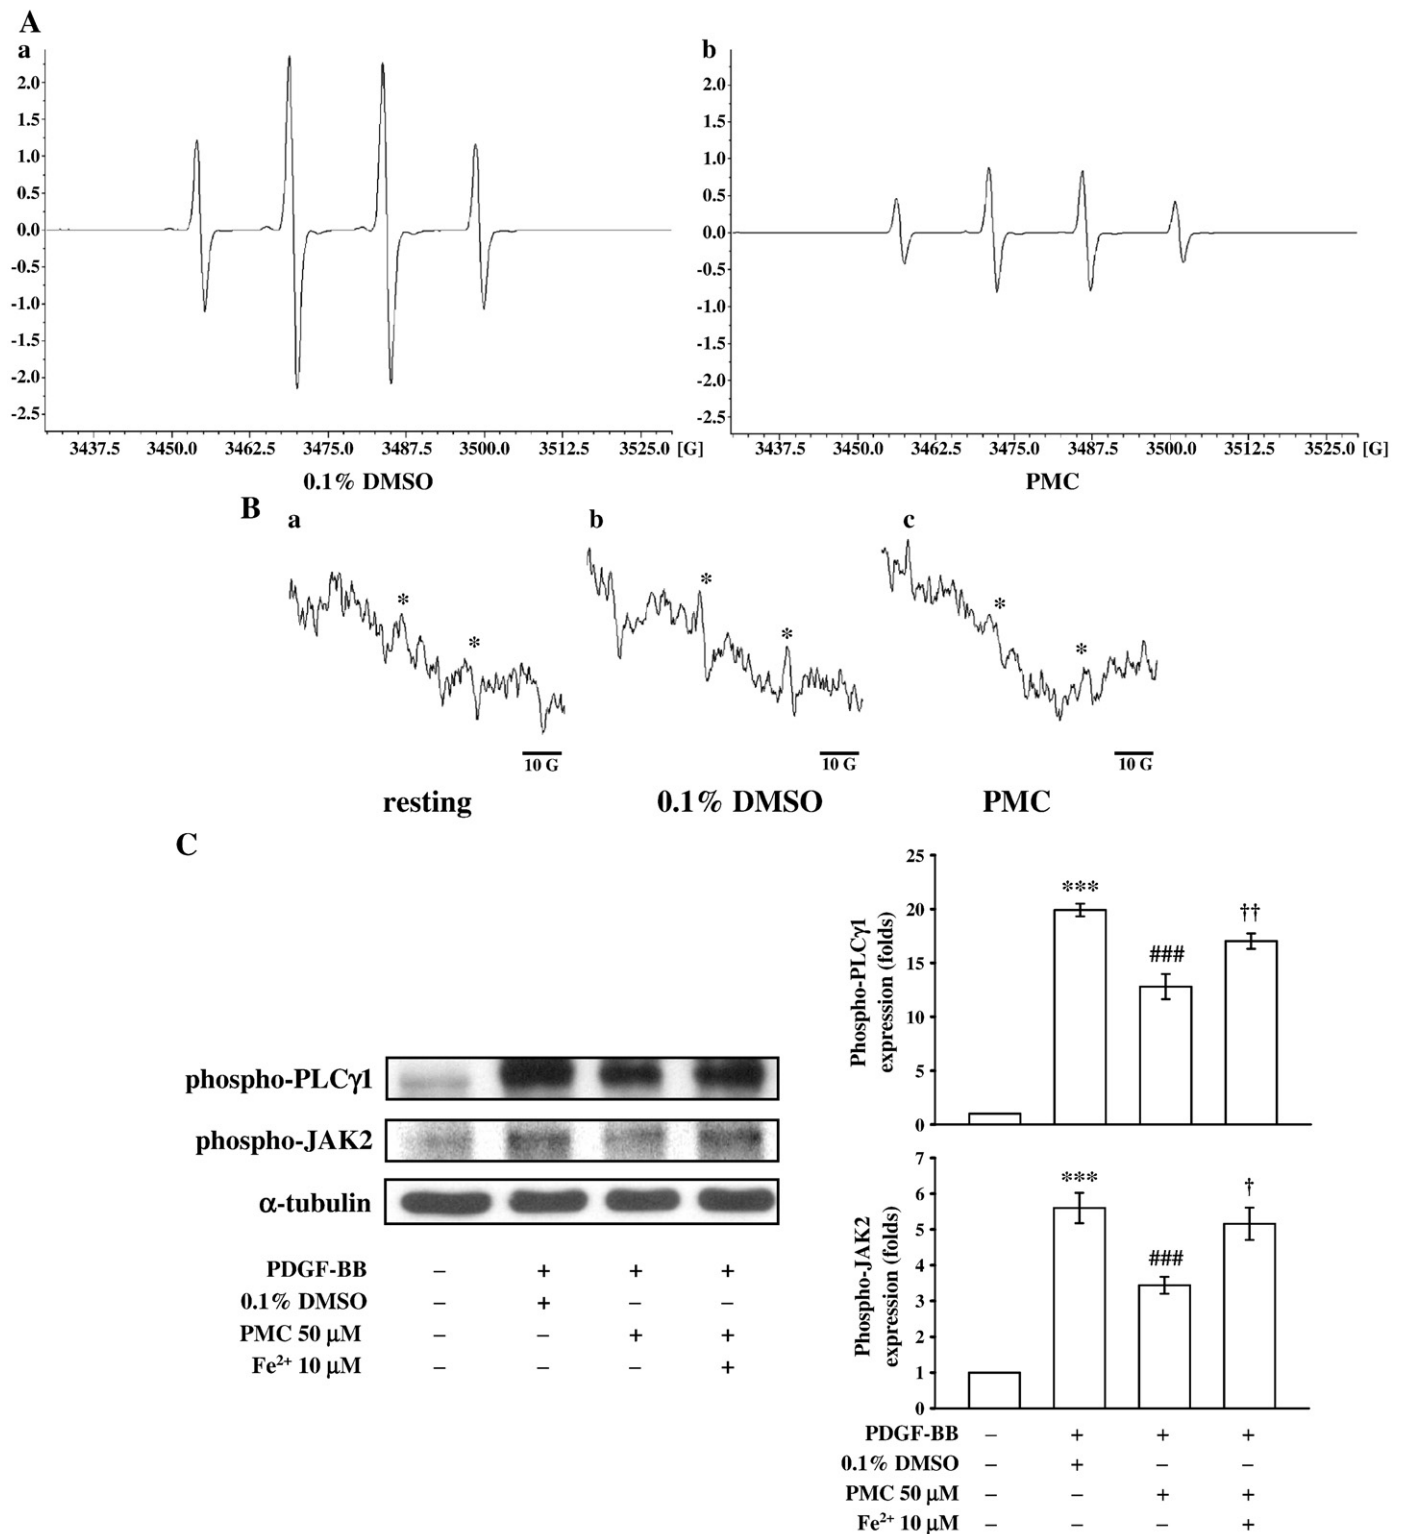 A
a
2.0
1.5
1.0
0.5
0.0
-0.5
-1.0
-1.5
-2.0
-2.5
3437.5 3450.0 3462.5 3475.0 3487.5 3500.0 3512.5 3525.0 [G]
0.1% DMSO
b
2.0
1.5
1.0
0.5
0.0
-0.5
-1.0
-1.5
-2.0
-2.5
3437.5 3450.0 3462.5 3475.0 3487.5 3500.0 3512.5 3525.0 [G]
PMC
B
a
* *
10 G
resting
b
* *
10 G
0.1% DMSO
c
* *
10 G
PMC
C
phospho-PLCγ1
phospho-JAK2
α-tubulin
PDGF-BB – + + +
0.1% DMSO – + – –
PMC 50 μM – – + +
Fe²⁺ 10 μM – – – +
Phospho-PLCγ1
expression (folds)
25
20
15
10
5
0
***
###
††
Phospho-JAK2
expression (folds)
7
6
5
4
3
2
1
0
***
###
†
PDGF-BB – + + +
0.1% DMSO – + – –
PMC 50 μM – – + +
Fe²⁺ 10 μM – – – +